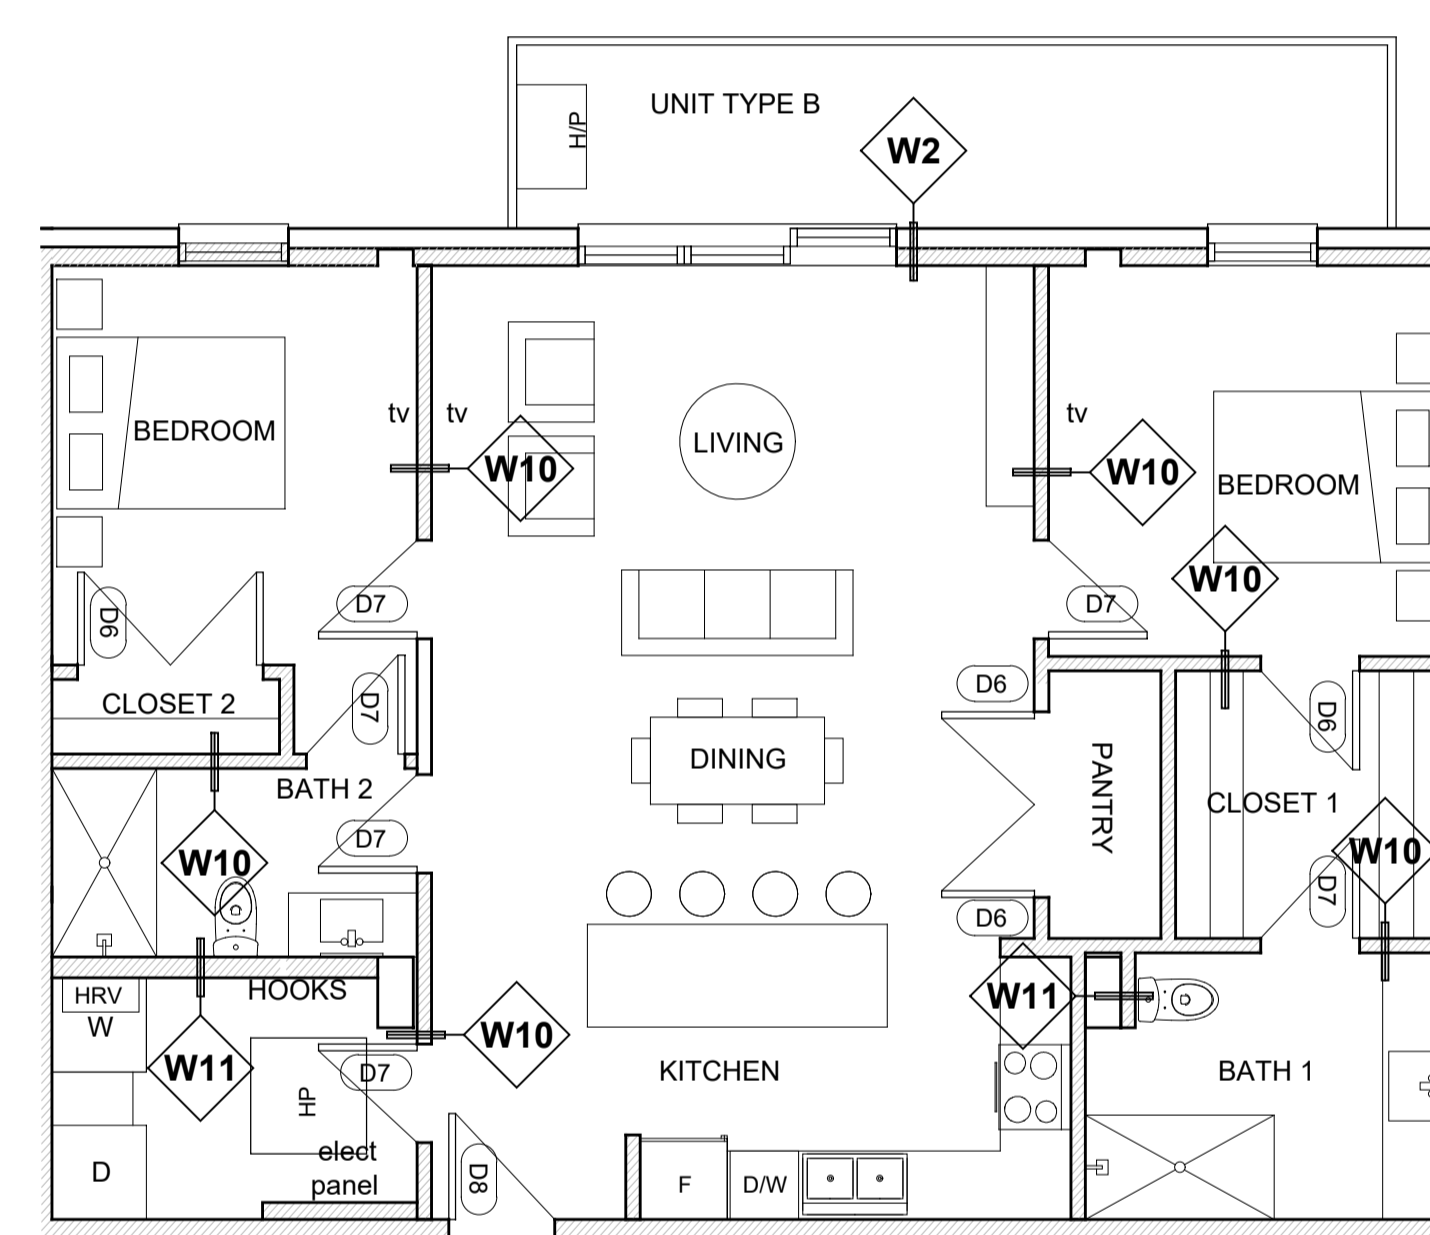 UNIT TYPE B
H/P
W2
tv
tv
tv
BEDROOM
LIVING
W10
W10
BEDROOM
W10
D6
D7
D7
D6
CLOSET 2
D7
D6
DINING
PANTRY
BATH 2
CLOSET 1
D7
W10
W10
D7
D6
HOOKS
HRV
W
W11
W10
W11
KITCHEN
BATH 1
D7
HP
elect
panel
D
D8
F
D/W